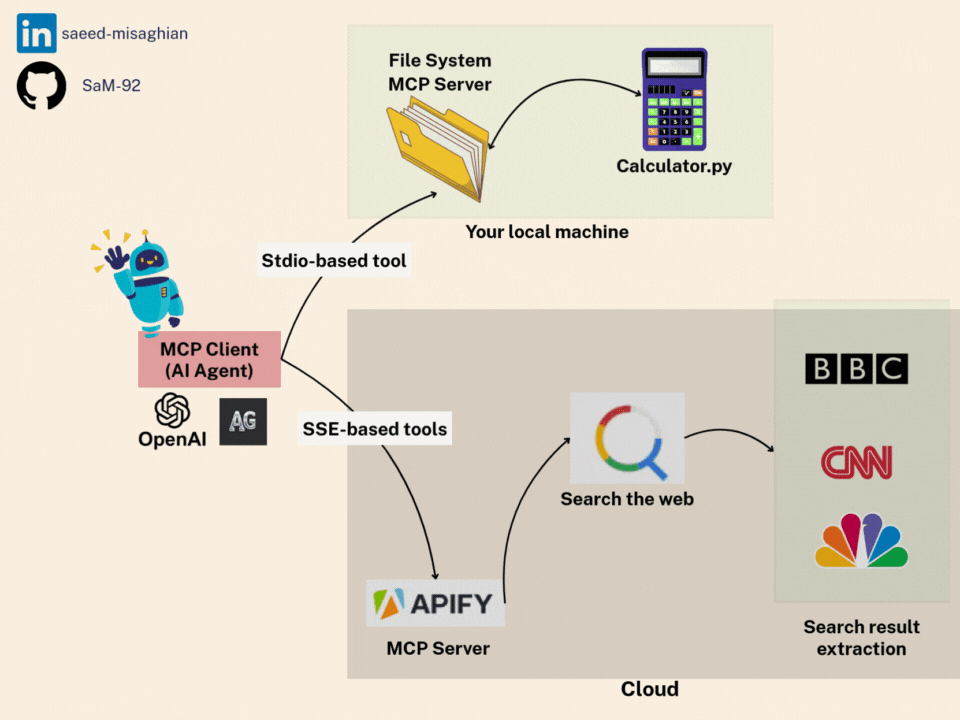 in
saeed-misaghian
SaM-92
File System
MCP Server
Calculator.py
Your local machine
Stdio-based tool
MCP Client
(AI Agent)
OpenAI
AG
SSE-based tools
BBC
CNN
Search the web
APIFY
MCP Server
Search result
extraction
Cloud